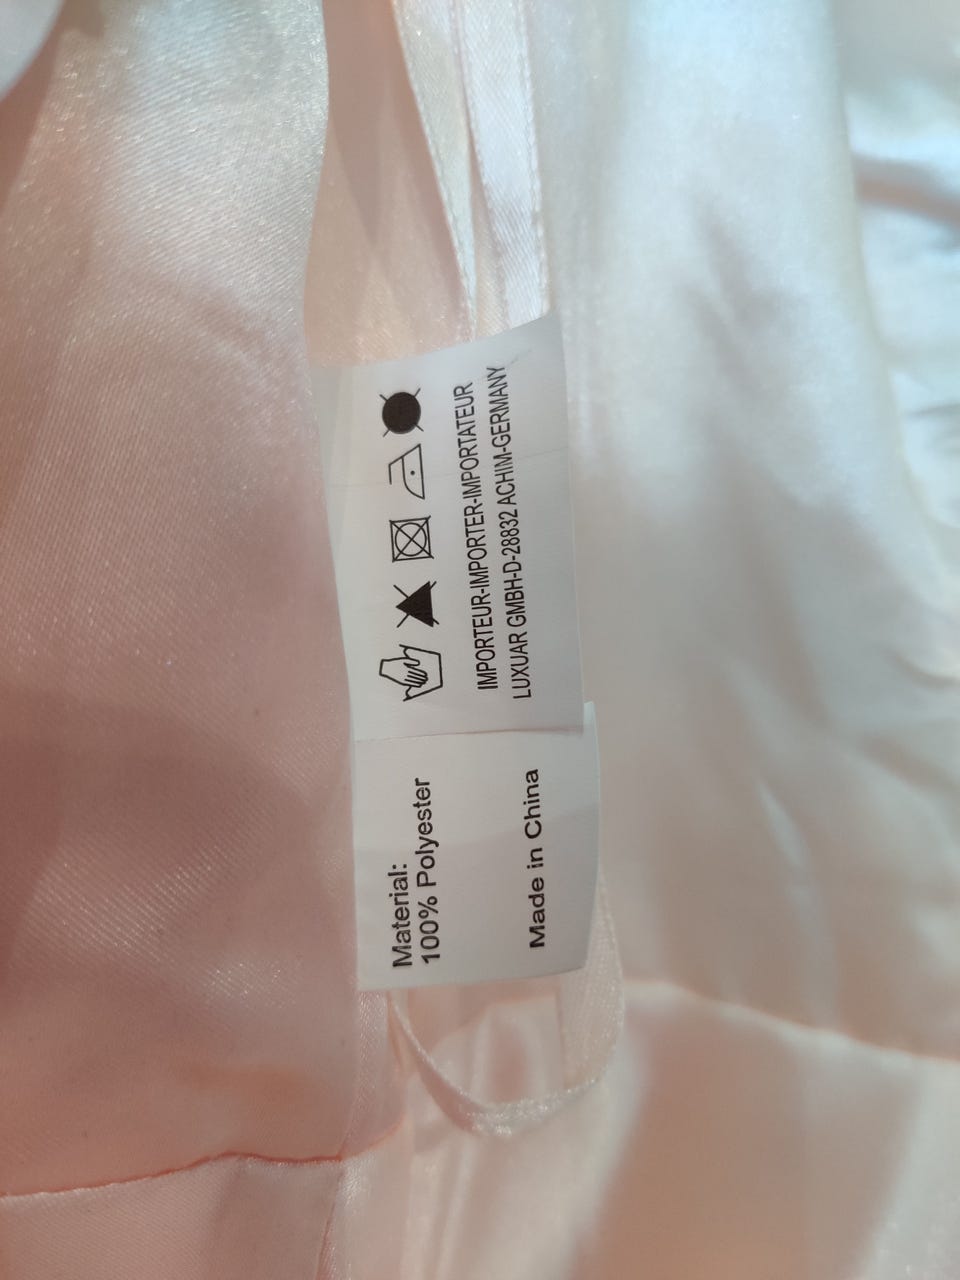 Material:
100% Polyester
Made in China
IMPORTEUR-IMPORTER-IMPORTATEUR
LUXUAR GMBH-D-28832 ACHIM-GERMANY